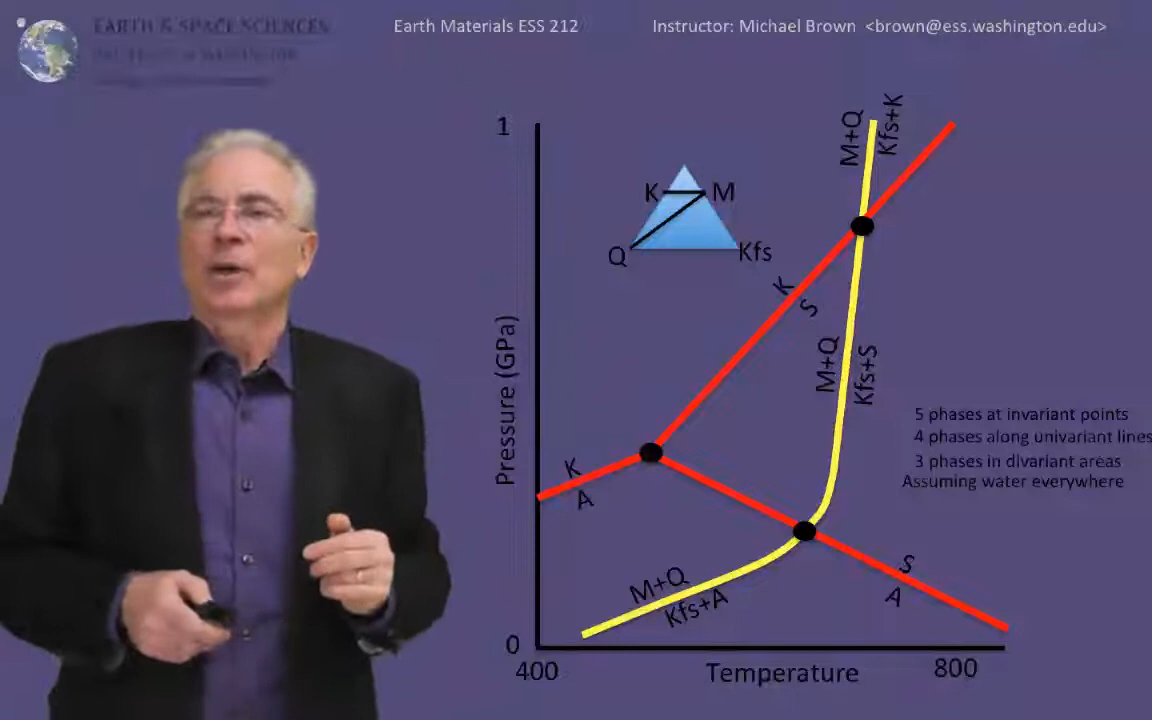 EARTH & SPACE SCIENCES
Earth Materials ESS 212
Instructor: Michael Brown <brown@ess.washington.edu>
1
M+Q
Kfs+K
K
M
Q
Kfs
K
S
Pressure (GPa)
M+Q
Kfs+S
5 phases at invariant points
4 phases along univariant lines
3 phases in divariant areas
Assuming water everywhere
K
A
M+Q
Kfs+A
S
A
0
400
Temperature
800